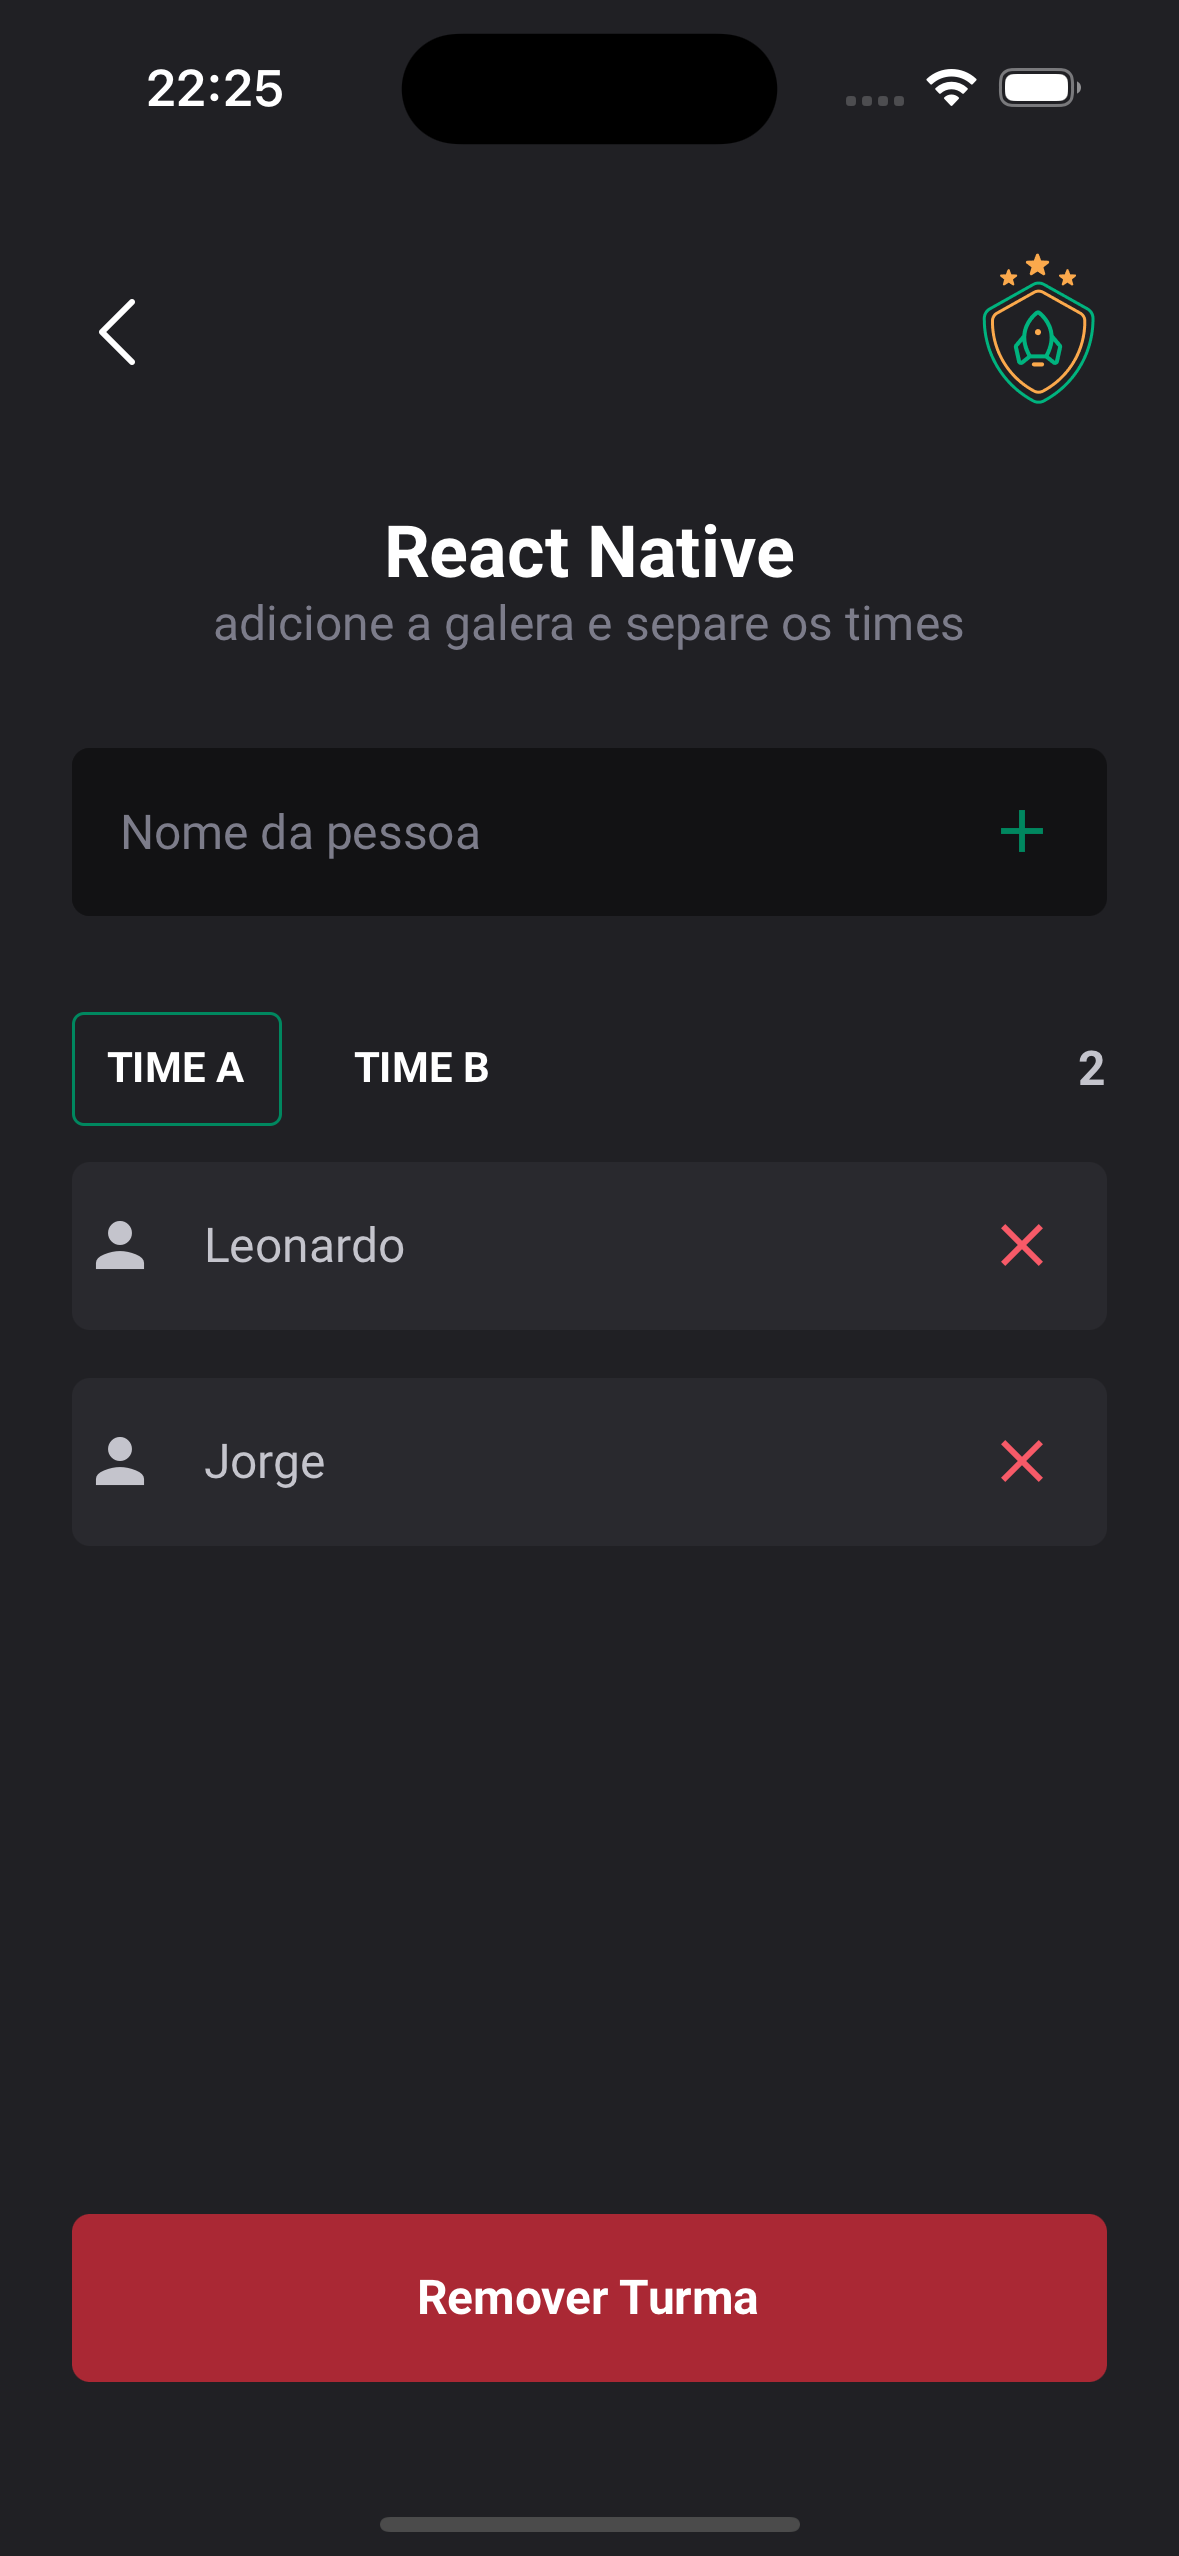 22:25
React Native
adicione a galera e separe os times
Nome da pessoa
TIME A TIME B 2
Leonardo
Jorge
Remover Turma